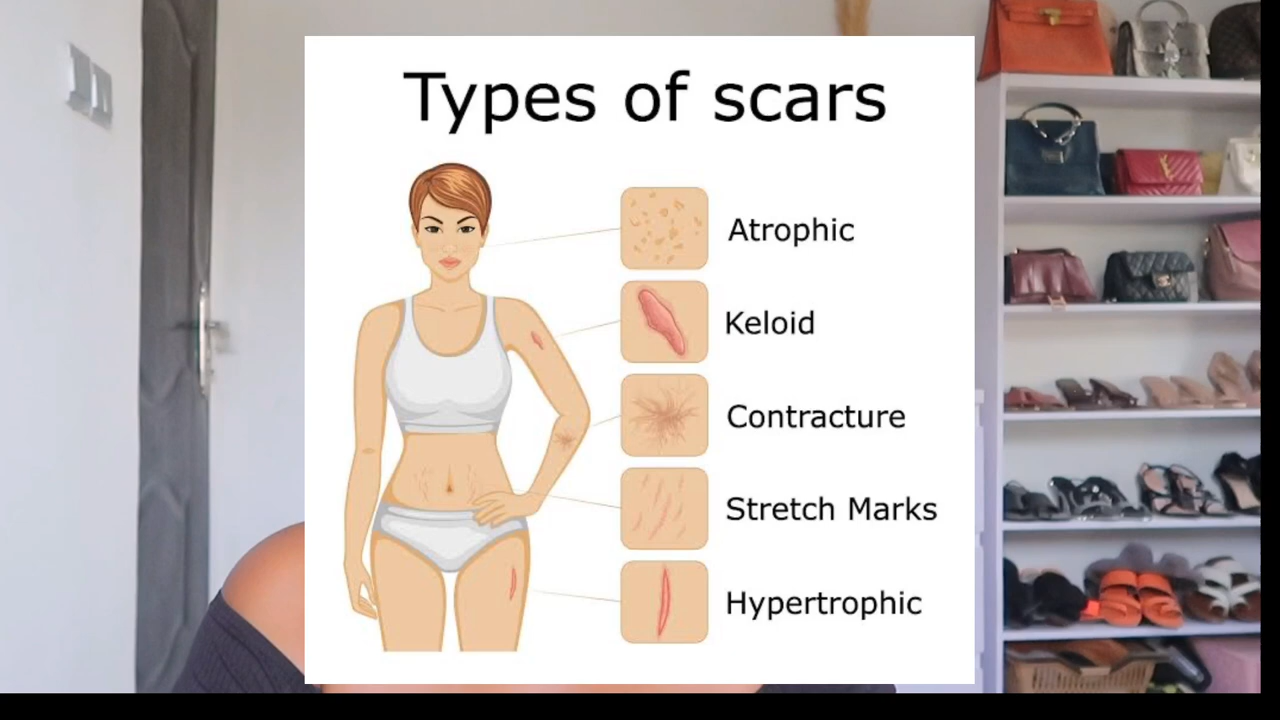 Types of scars
Atrophic
Keloid
Contracture
Stretch Marks
Hypertrophic